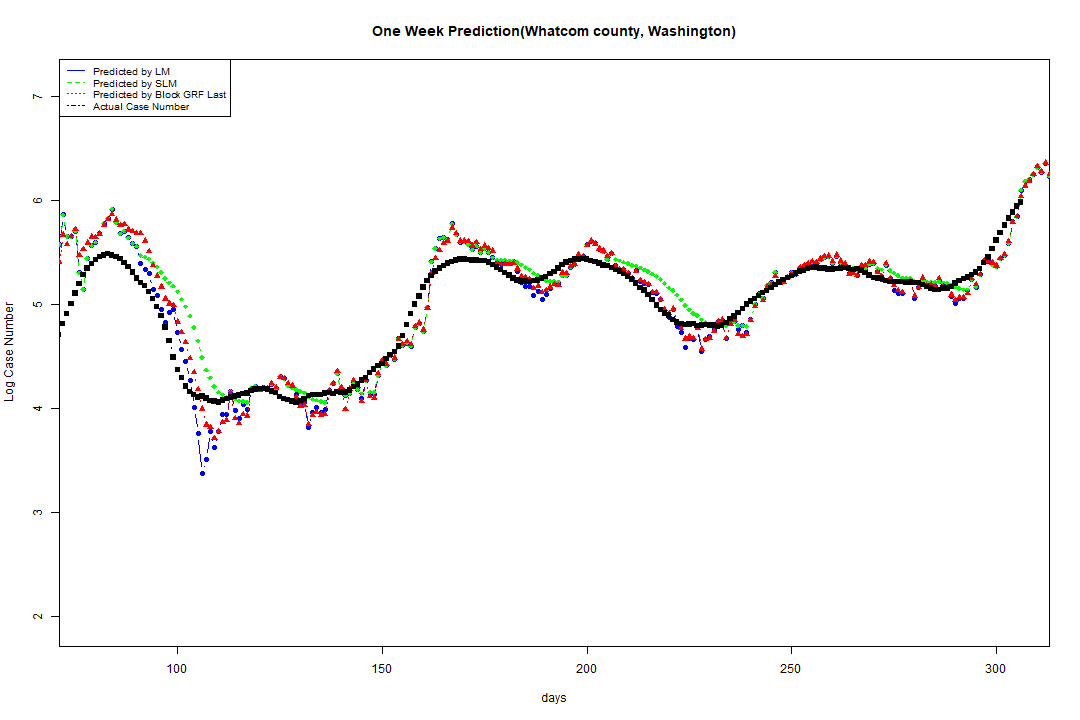 One Week Prediction(Whatcom county, Washington)
Predicted by LM
Predicted by SLM
Predicted by Block GRF Last
Actual Case Number
7
6
5
4
3
2
Log Case Number
100 150 200 250 300
days